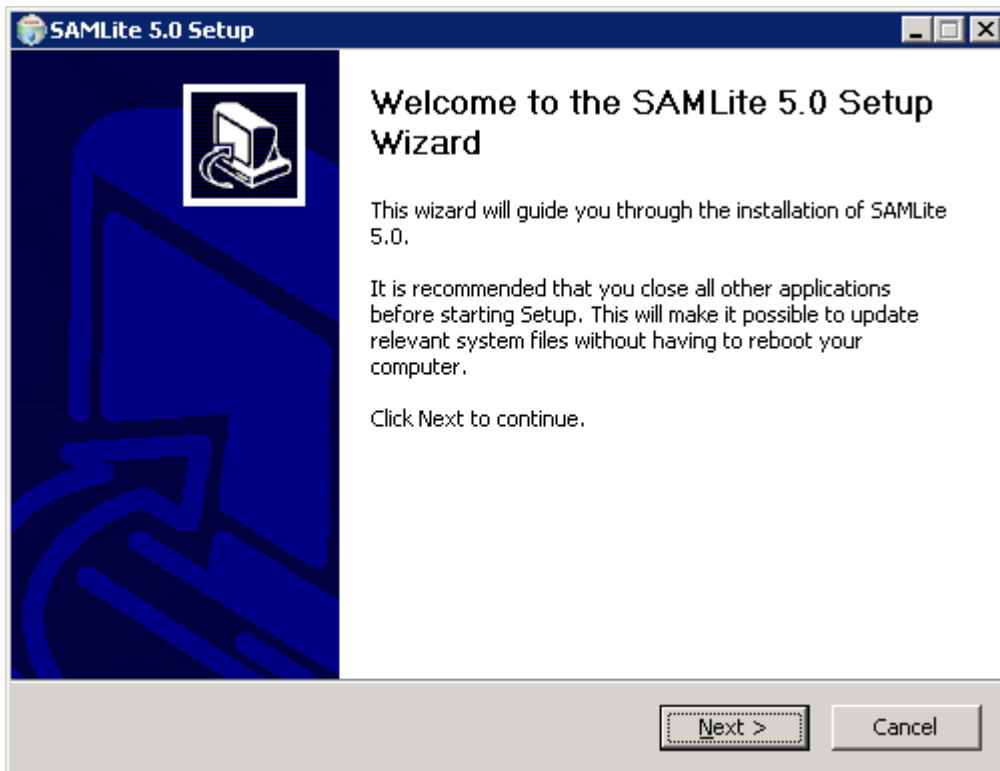 SAMLite 5.0 Setup
Welcome to the SAMLite 5.0 Setup
Wizard
This wizard will guide you through the installation of SAMLite
5.0.
It is recommended that you close all other applications
before starting Setup. This will make it possible to update
relevant system files without having to reboot your
computer.
Click Next to continue.
Next >
Cancel